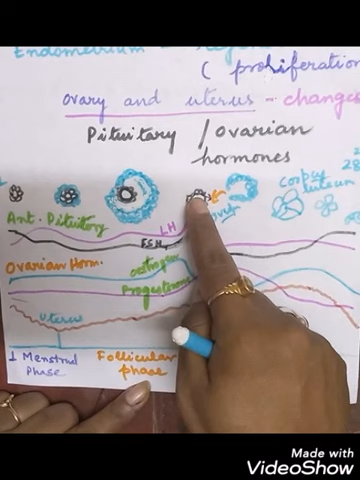 Endometrium
( proliferation
ovary and uterus - changes
Pituitary / ovarian
hormones
28
corpus
luteum
Ant. Pituitary
LH
FSH
Ovarian Horm.
oestrogen
Progesterone
Uterus
1 Menstrual
Phase
Follicular
phase
Made with
VideoShow